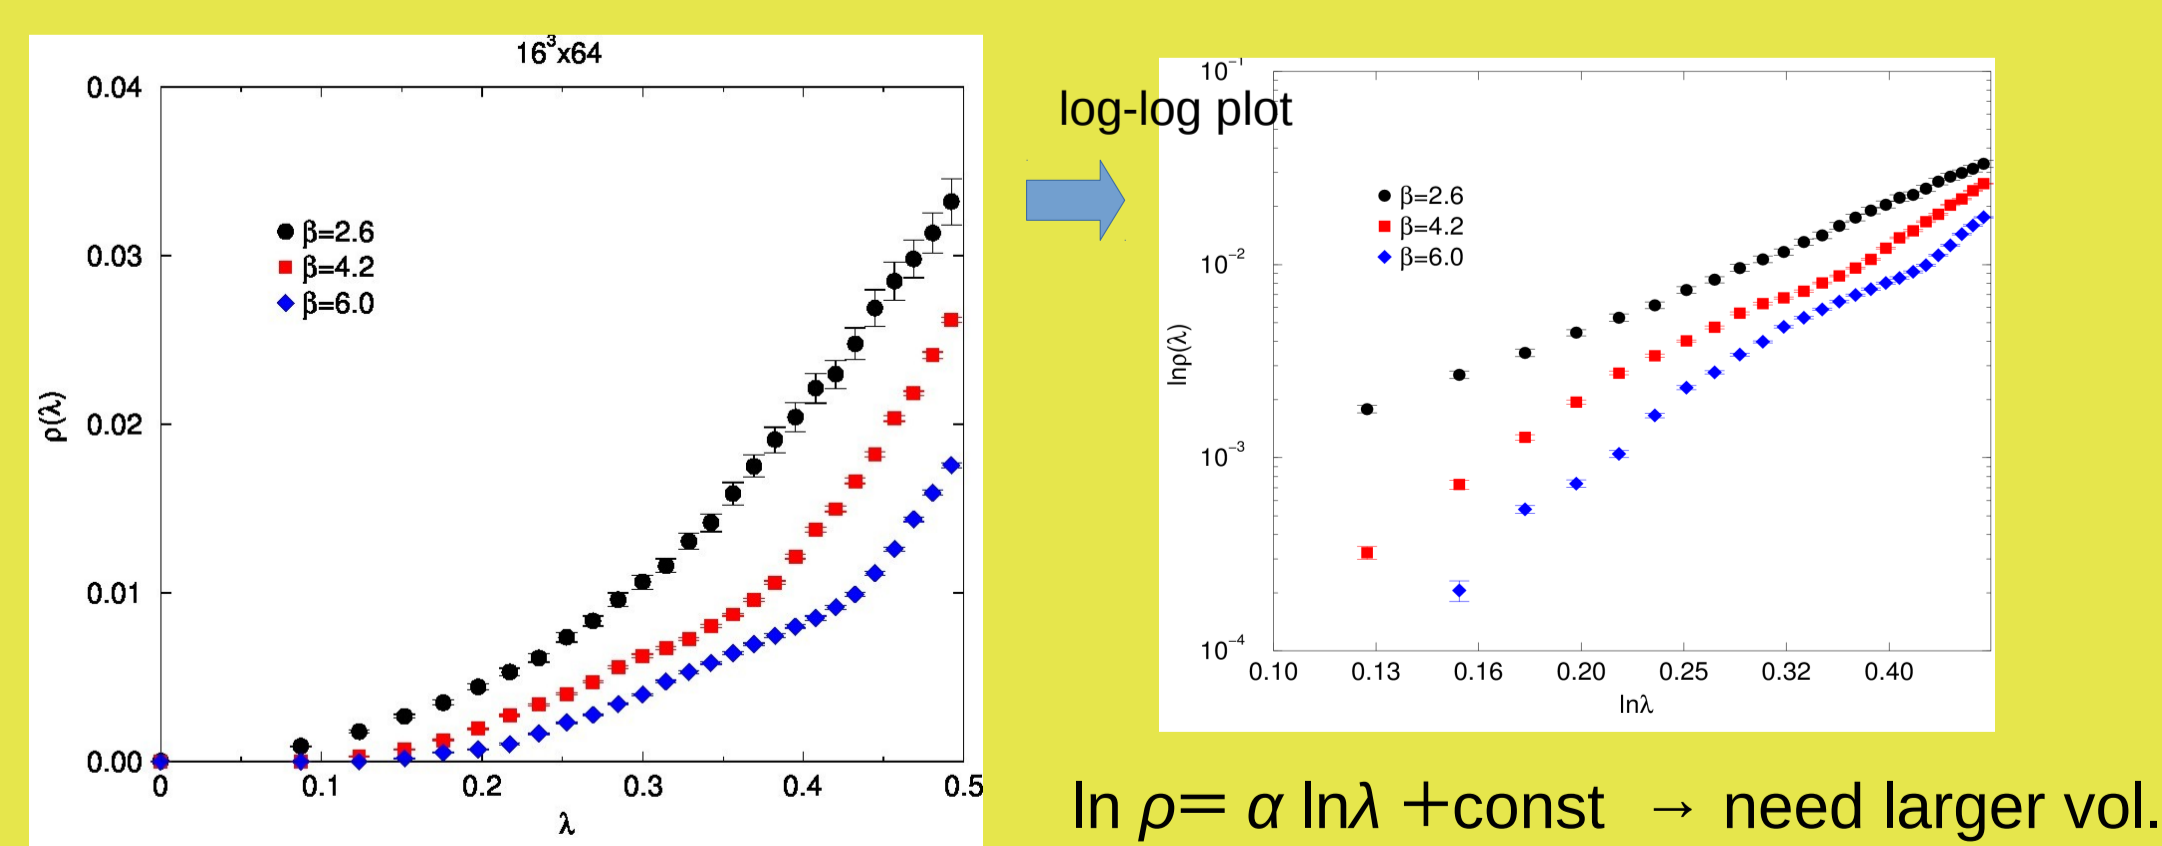 16³x64
0.04
0.03
0.02
0.01
0.00
ρ(λ)
β=2.6
β=4.2
β=6.0
0 0.1 0.2 0.3 0.4 0.5
λ
log-log plot
10⁻¹
10⁻²
10⁻³
10⁻⁴
lnρ(λ)
β=2.6
β=4.2
β=6.0
0.10 0.13 0.16 0.20 0.25 0.32 0.40
lnλ
ln ρ= α lnλ +const → need larger vol.